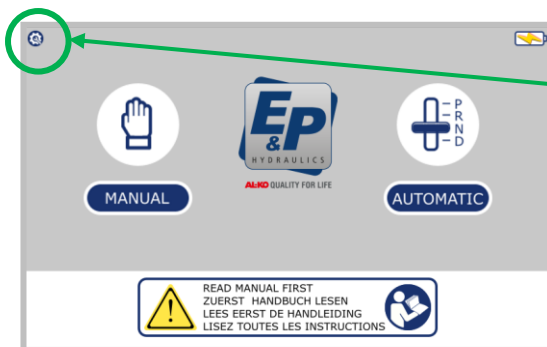 P
R
N
D
E&P
HYDRAULICS
AL-KO QUALITY FOR LIFE
MANUAL
AUTOMATIC
READ MANUAL FIRST
ZUERST HANDBUCH LESEN
LEES EERST DE HANDLEIDING
LISEZ TOUTES LES INSTRUCTIONS